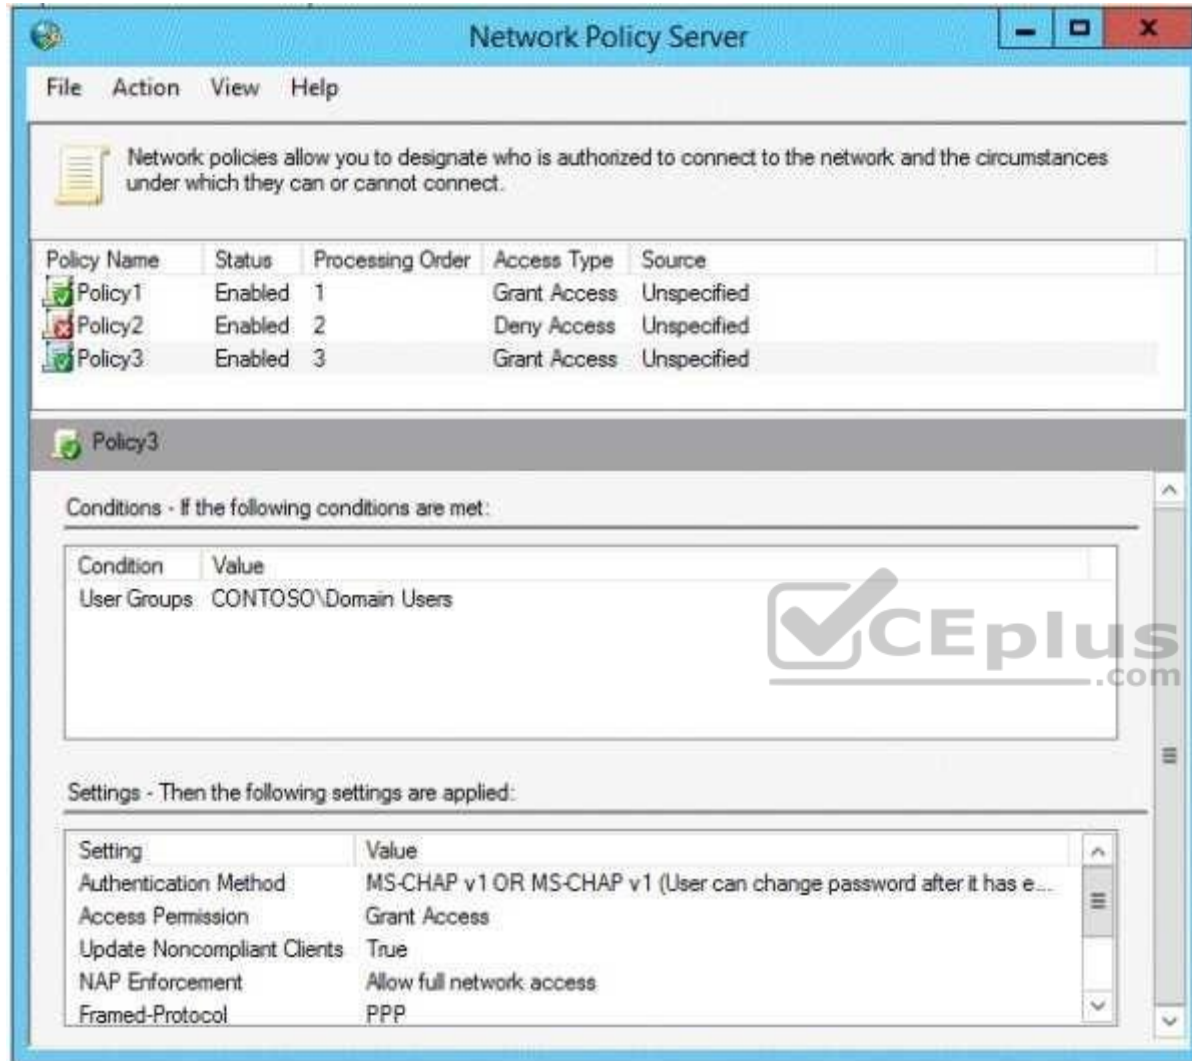 Network Policy Server
File Action View Help
Network policies allow you to designate who is authorized to connect to the network and the circumstances
under which they can or cannot connect.
Policy Name Status Processing Order Access Type Source
Policy1 Enabled 1 Grant Access Unspecified
Policy2 Enabled 2 Deny Access Unspecified
Policy3 Enabled 3 Grant Access Unspecified
Policy3
Conditions - If the following conditions are met:
Condition Value
User Groups CONTOSO\Domain Users
CEplus
.com
Settings - Then the following settings are applied:
Setting Value
Authentication Method MS-CHAP v1 OR MS-CHAP v1 (User can change password after it has e...
Access Permission Grant Access
Update Noncompliant Clients True
NAP Enforcement Allow full network access
Framed-Protocol PPP